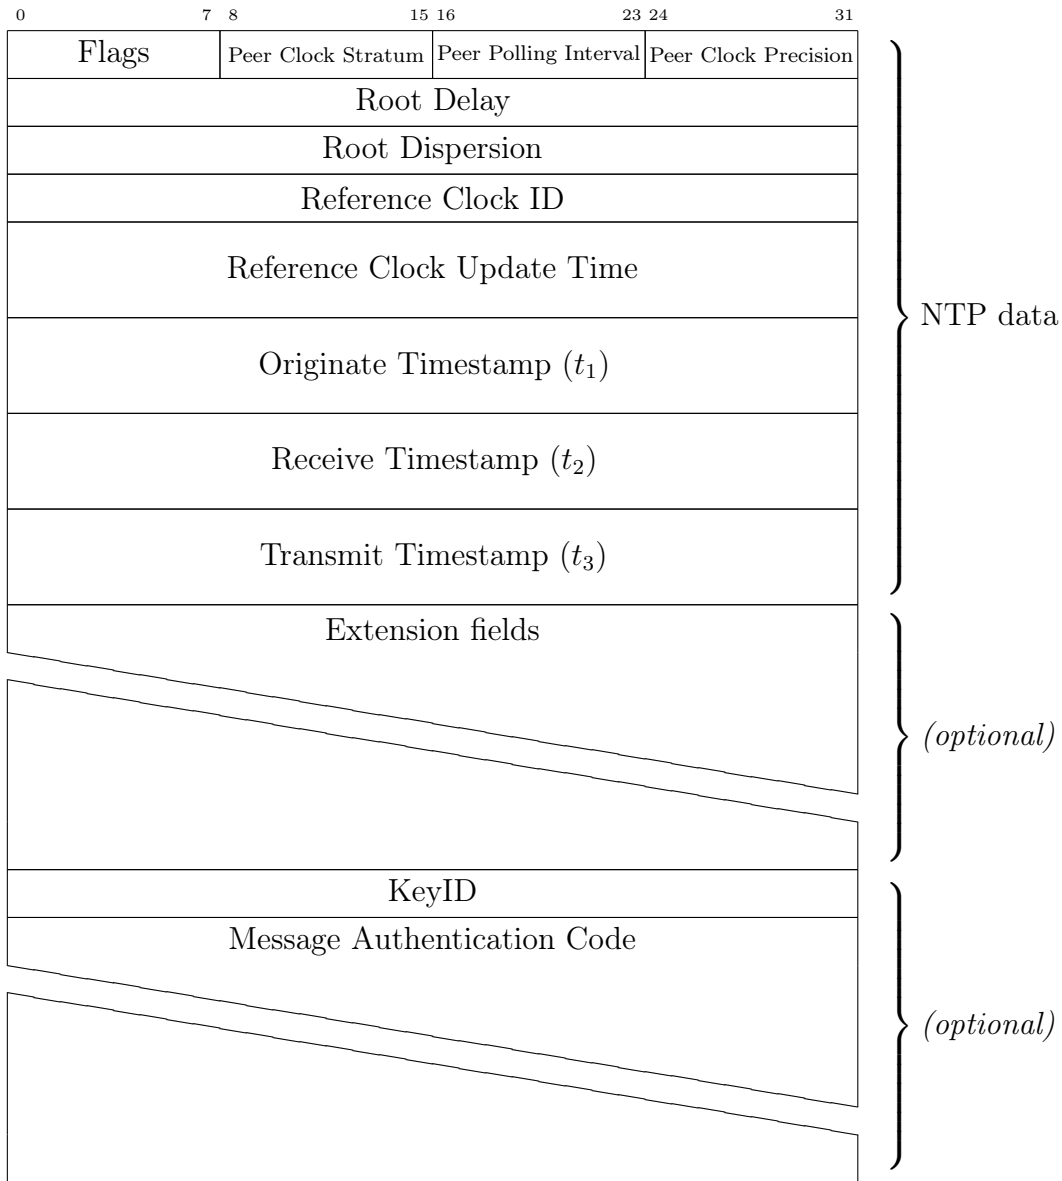 0 7 8 15 16 23 24 31
Flags Peer Clock Stratum Peer Polling Interval Peer Clock Precision
Root Delay
Root Dispersion
Reference Clock ID
Reference Clock Update Time
NTP data
Originate Timestamp (t₁)
Receive Timestamp (t₂)
Transmit Timestamp (t₃)
Extension fields
(optional)
KeyID
Message Authentication Code
(optional)